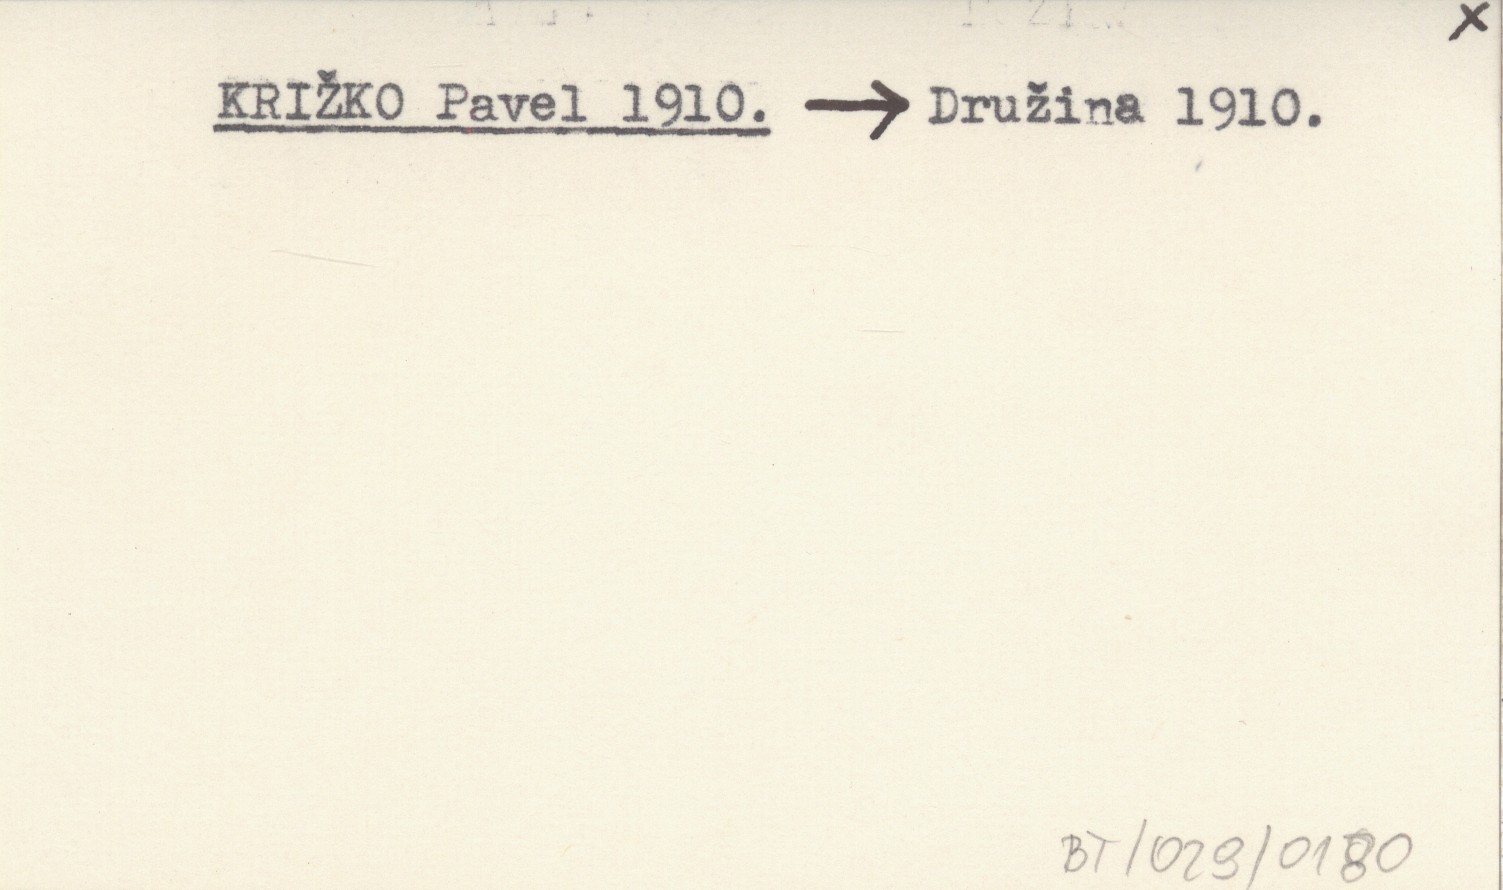 x
KRIŽKO Pavel 1910. → Družina 1910.
BT/029/0180